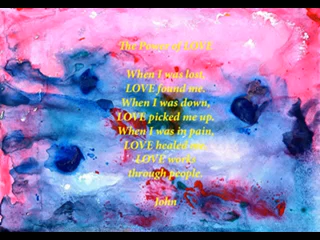 The Power of LOVE
When I was lost,
LOVE found me.
When I was down,
LOVE picked me up.
When I was in pain,
LOVE healed me.
LOVE works
through people.
John